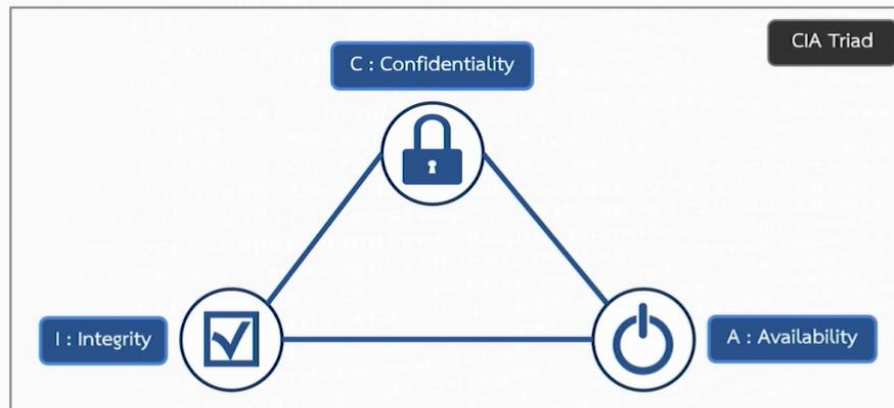 CIA Triad
C : Confidentiality
I : Integrity
A : Availability